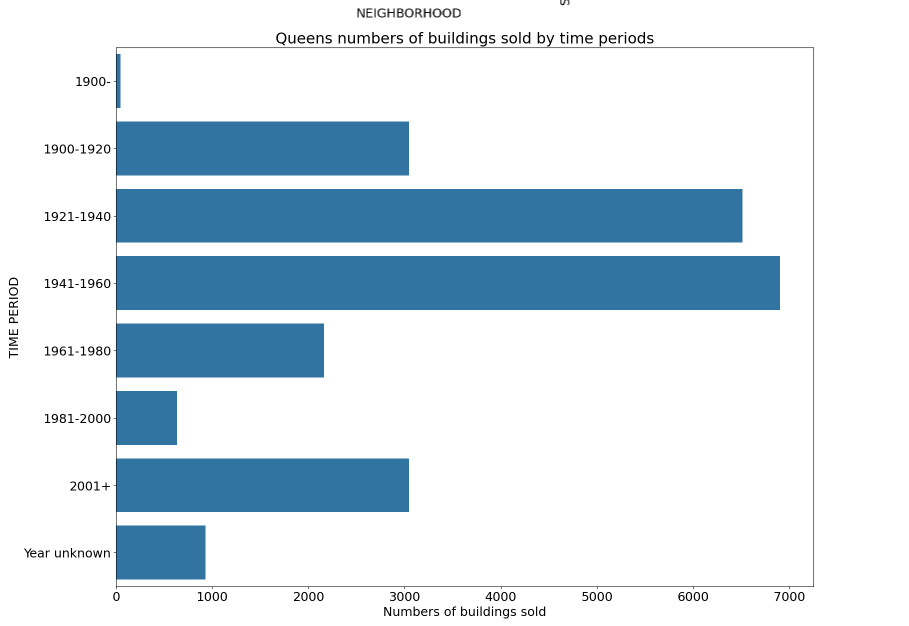 NEIGHBORHOOD
Queens numbers of buildings sold by time periods
TIME PERIOD
1900-
1900-1920
1921-1940
1941-1960
1961-1980
1981-2000
2001+
Year unknown
0 1000 2000 3000 4000 5000 6000 7000
Numbers of buildings sold